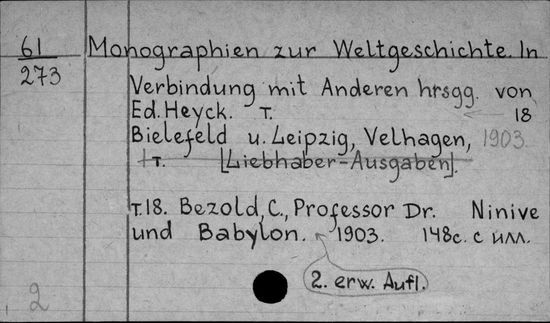 61
273
Monographien zur Weltgeschichte. In
Verbindung mit Anderen hrsgg. von
Ed. Heyck. T. 18
Bielefeld u. Leipzig, Velhagen, 1903
T. [Liebhaber-Ausgaben].
T.18. Bezold, C., Professor Dr. Ninive
und Babylon. 1903. 148c. с илл.
2. erw. Aufl.
2